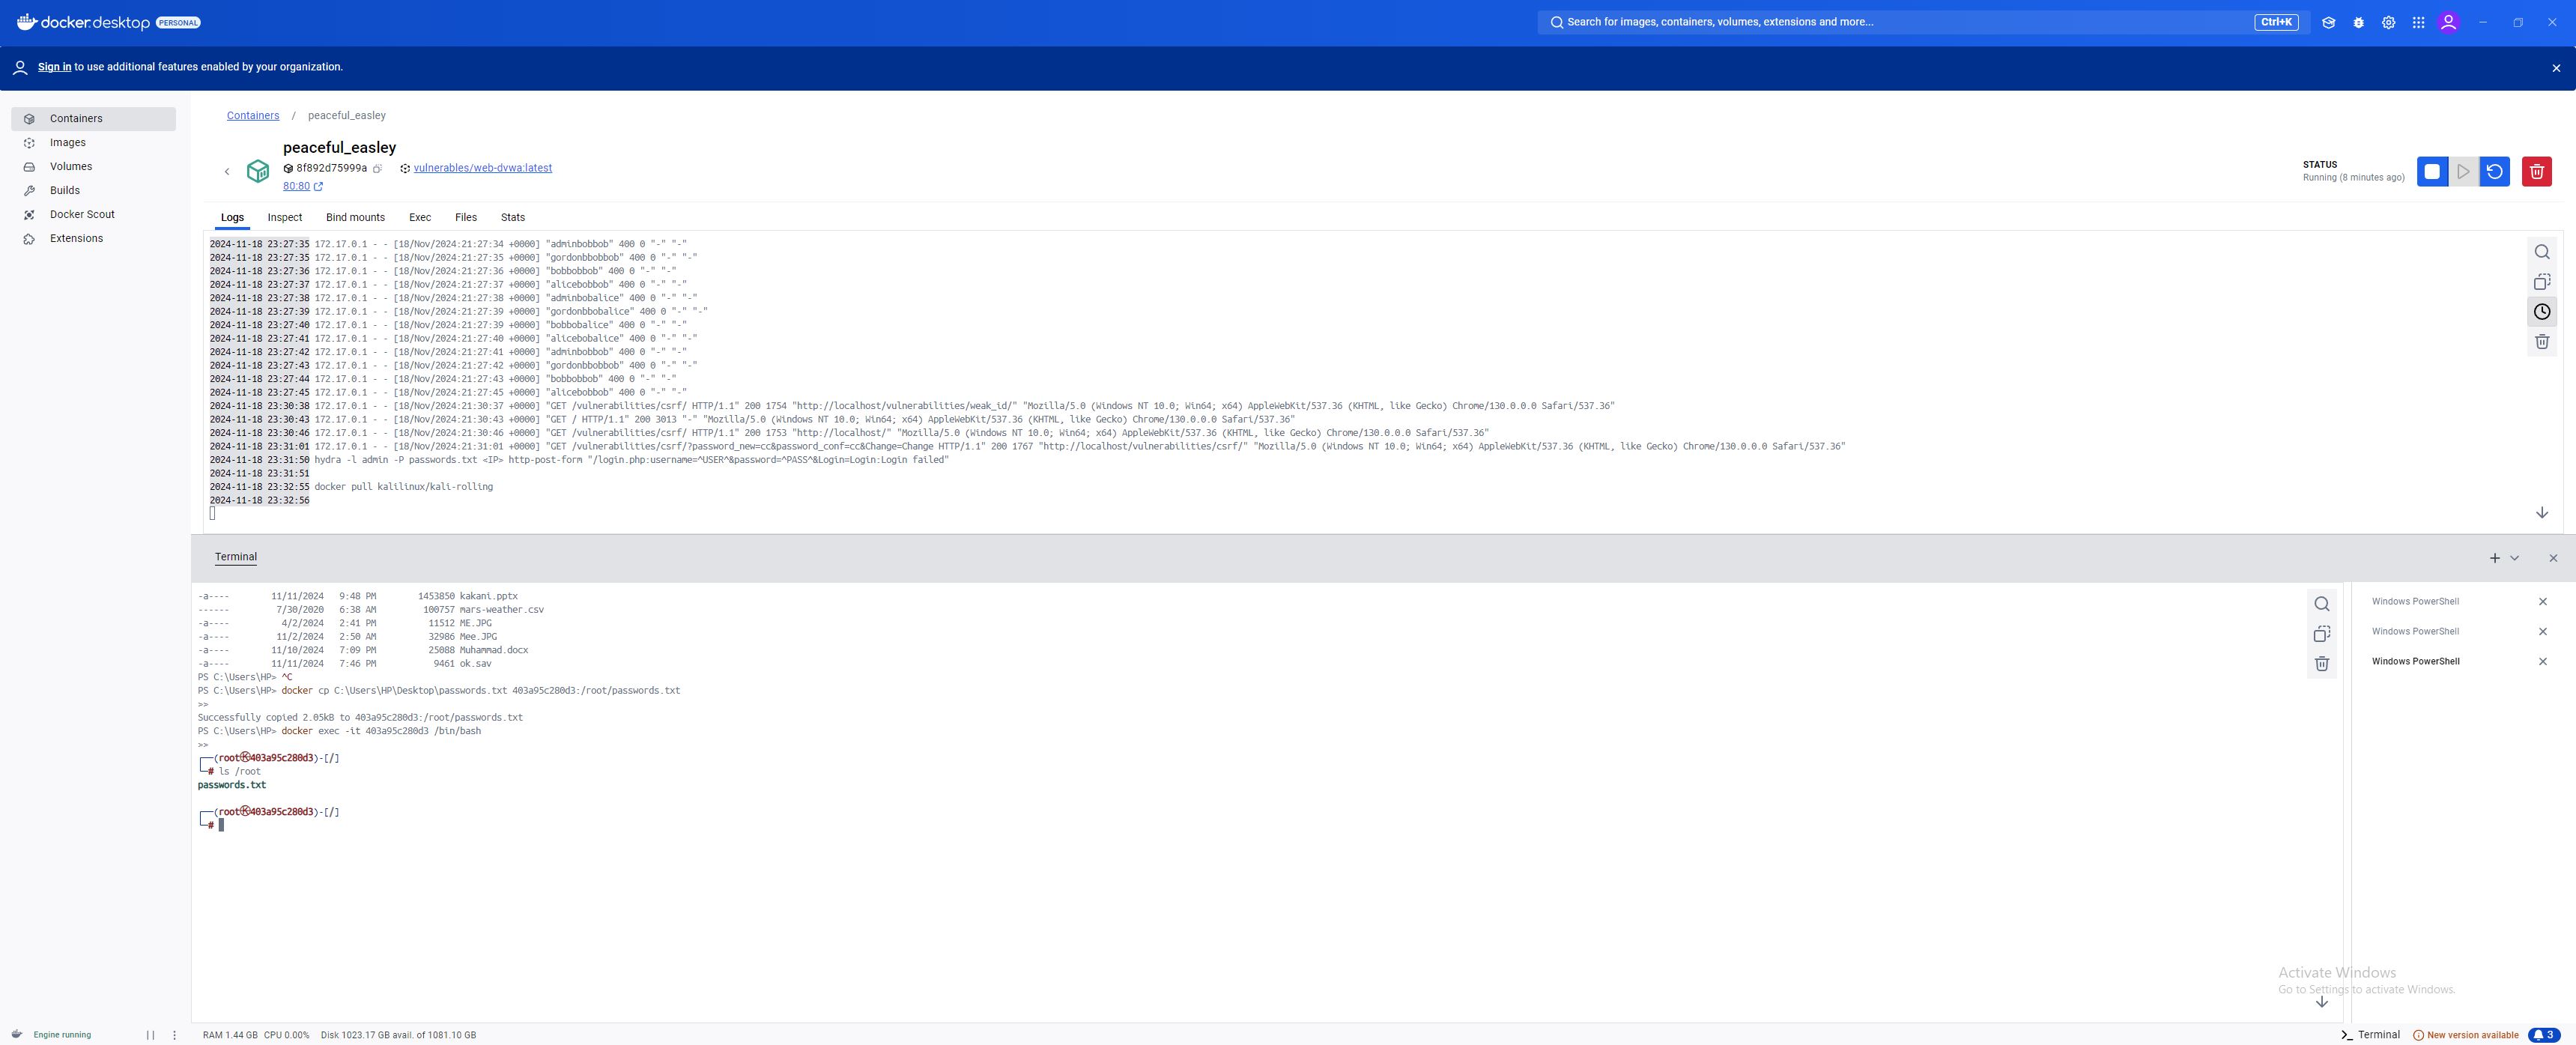 docker.desktop PERSONAL
Search for images, containers, volumes, extensions and more... Ctrl+K
Sign in to use additional features enabled by your organization.
Containers
Images
Volumes
Builds
Docker Scout
Extensions
Containers / peaceful_easley
peaceful_easley
8f892d75999a vulnerables/web-dvwa:latest
80:80
STATUS
Running (8 minutes ago)
Logs Inspect Bind mounts Exec Files Stats
2024-11-18 23:27:35 172.17.0.1 - - [18/Nov/2024:21:27:34 +0000] "adminbobbob" 400 0 "-" "-"
2024-11-18 23:27:35 172.17.0.1 - - [18/Nov/2024:21:27:35 +0000] "gordonbbobbob" 400 0 "-" "-"
2024-11-18 23:27:36 172.17.0.1 - - [18/Nov/2024:21:27:36 +0000] "bobbobbob" 400 0 "-" "-"
2024-11-18 23:27:37 172.17.0.1 - - [18/Nov/2024:21:27:37 +0000] "alicebobbob" 400 0 "-" "-"
2024-11-18 23:27:38 172.17.0.1 - - [18/Nov/2024:21:27:38 +0000] "adminbobalice" 400 0 "-" "-"
2024-11-18 23:27:39 172.17.0.1 - - [18/Nov/2024:21:27:39 +0000] "gordonbbobalice" 400 0 "-" "-"
2024-11-18 23:27:40 172.17.0.1 - - [18/Nov/2024:21:27:39 +0000] "bobbobalice" 400 0 "-" "-"
2024-11-18 23:27:41 172.17.0.1 - - [18/Nov/2024:21:27:40 +0000] "alicebobalice" 400 0 "-" "-"
2024-11-18 23:27:42 172.17.0.1 - - [18/Nov/2024:21:27:41 +0000] "adminbobbob" 400 0 "-" "-"
2024-11-18 23:27:43 172.17.0.1 - - [18/Nov/2024:21:27:42 +0000] "gordonbbobbob" 400 0 "-" "-"
2024-11-18 23:27:44 172.17.0.1 - - [18/Nov/2024:21:27:43 +0000] "bobbobbob" 400 0 "-" "-"
2024-11-18 23:27:45 172.17.0.1 - - [18/Nov/2024:21:27:45 +0000] "alicebobbob" 400 0 "-" "-"
2024-11-18 23:30:38 172.17.0.1 - - [18/Nov/2024:21:30:37 +0000] "GET /vulnerabilities/csrf/ HTTP/1.1" 200 1754 "http://localhost/vulnerabilities/weak_id/" "Mozilla/5.0 (Windows NT 10.0; Win64; x64) AppleWebKit/537.36 (KHTML, like Gecko) Chrome/130.0.0.0 Safari/537.36"
2024-11-18 23:30:43 172.17.0.1 - - [18/Nov/2024:21:30:43 +0000] "GET / HTTP/1.1" 200 3013 "-" "Mozilla/5.0 (Windows NT 10.0; Win64; x64) AppleWebKit/537.36 (KHTML, like Gecko) Chrome/130.0.0.0 Safari/537.36"
2024-11-18 23:30:46 172.17.0.1 - - [18/Nov/2024:21:30:46 +0000] "GET /vulnerabilities/csrf/ HTTP/1.1" 200 1753 "http://localhost/" "Mozilla/5.0 (Windows NT 10.0; Win64; x64) AppleWebKit/537.36 (KHTML, like Gecko) Chrome/130.0.0.0 Safari/537.36"
2024-11-18 23:31:01 172.17.0.1 - - [18/Nov/2024:21:31:01 +0000] "GET /vulnerabilities/csrf/?password_new=cc&password_conf=cc&Change=Change HTTP/1.1" 200 1767 "http://localhost/vulnerabilities/csrf/" "Mozilla/5.0 (Windows NT 10.0; Win64; x64) AppleWebKit/537.36 (KHTML, like Gecko) Chrome/130.0.0.0 Safari/537.36"
2024-11-18 23:31:50 hydra -l admin -P passwords.txt <IP> http-post-form "/login.php:username=^USER^&password=^PASS^&Login=Login:Login failed"
2024-11-18 23:31:51
2024-11-18 23:32:55 docker pull kalilinux/kali-rolling
2024-11-18 23:32:56
Terminal
-a---- 11/11/2024 9:48 PM 1453850 kakani.pptx
------ 7/30/2020 6:38 AM 100757 mars-weather.csv
-a---- 4/2/2024 2:41 PM 11512 ME.JPG
-a---- 11/2/2024 2:50 AM 32986 Mee.JPG
-a---- 11/10/2024 7:09 PM 25088 Muhammad.docx
-a---- 11/11/2024 7:46 PM 9461 ok.sav
PS C:\Users\HP> ^C
PS C:\Users\HP> docker cp C:\Users\HP\Desktop\passwords.txt 403a95c280d3:/root/passwords.txt
>>
Successfully copied 2.05kB to 403a95c280d3:/root/passwords.txt
PS C:\Users\HP> docker exec -it 403a95c280d3 /bin/bash
>>
┌──(root㉿403a95c280d3)-[/]
└─# ls /root
passwords.txt
┌──(root㉿403a95c280d3)-[/]
└─#
Windows PowerShell
Windows PowerShell
Windows PowerShell
Activate Windows
Go to Settings to activate Windows.
Engine running
RAM 1.44 GB CPU 0.00% Disk 1023.17 GB avail. of 1081.10 GB
Terminal New version available 3